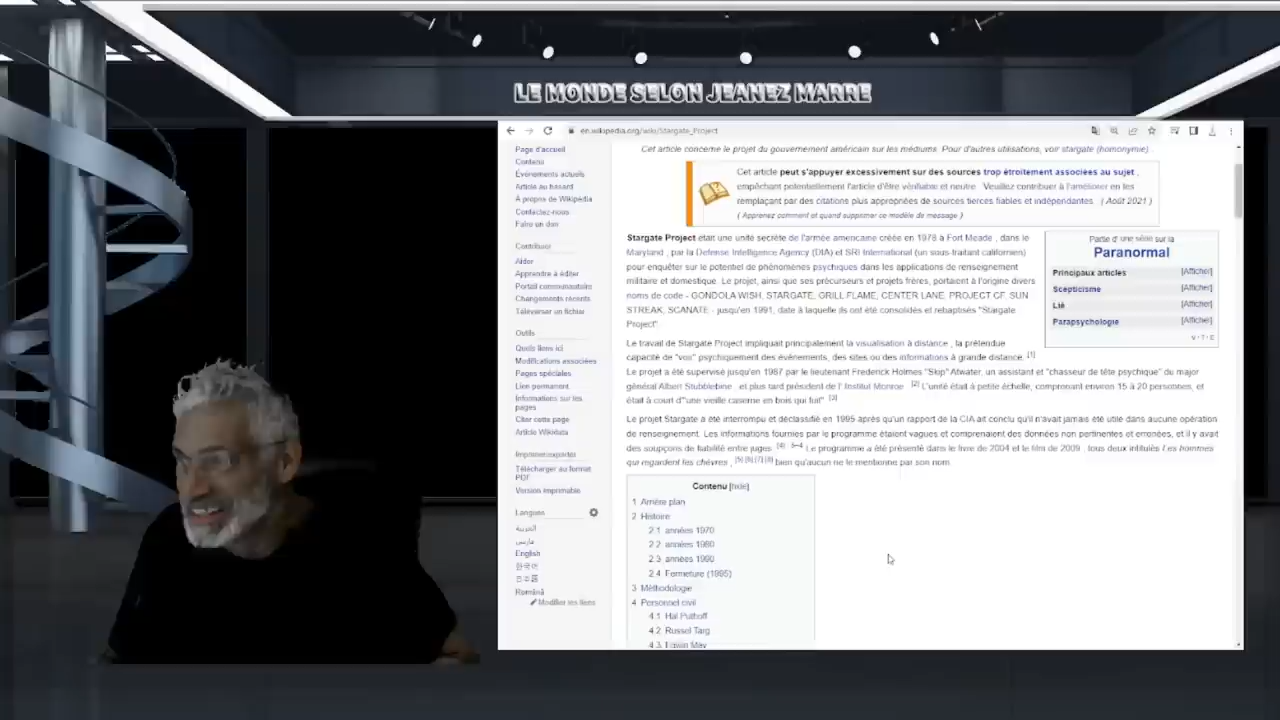 LE MONDE SELON JEANEZ MARRE
en.wikipedia.org/wiki/Stargate_Project
Page d'accueil
Contenu
Événements actuels
Article au hasard
À propos de Wikipédia
Contactez-nous
Faire un don
Contribuer
Aider
Apprendre à éditer
Portail communautaire
Changements récents
Téléverser un fichier
Outils
Quels liens ici
Modifications associées
Pages spéciales
Lien permanent
Informations sur les
pages
Citer cette page
Article Wikidata
Imprimer/exporter
Télécharger au format
PDF
Version imprimable
Langues
العربية
فارسی
English
한국어
日本語
Română
Modifier les liens
Cet article concerne le projet du gouvernement américain sur les médiums. Pour d'autres utilisations, voir stargate (homonymie) .
Cet article peut s'appuyer excessivement sur des sources trop étroitement associées au sujet ,
empêchant potentiellement l'article d'être vérifiable et neutre . Veuillez contribuer à l'améliorer en les
remplaçant par des citations plus appropriées de sources tierces fiables et indépendantes . ( Août 2021 )
( Apprenez comment et quand supprimer ce modèle de message )
Stargate Project était une unité secrète de l'armée américaine créée en 1978 à Fort Meade , dans le
Maryland , par la Defense Intelligence Agency (DIA) et SRI International (un sous-traitant californien)
pour enquêter sur le potentiel de phénomènes psychiques dans les applications de renseignement
militaire et domestique. Le projet, ainsi que ses précurseurs et projets frères, portaient à l'origine divers
noms de code - GONDOLA WISH, STARGATE, GRILL FLAME, CENTER LANE, PROJECT CF, SUN
STREAK, SCANATE - jusqu'en 1991, date à laquelle ils ont été consolidés et rebaptisés "Stargate
Project".
Partie d' une série sur la
Paranormal
Principaux articles [Afficher]
Scepticisme [Afficher]
Lié [Afficher]
Parapsychologie [Afficher]
V · T · E
Le travail de Stargate Project impliquait principalement la visualisation à distance , la prétendue
capacité de "voir" psychiquement des événements, des sites ou des informations à grande distance. [1]
Le projet a été supervisé jusqu'en 1987 par le lieutenant Frederick Holmes "Skip" Atwater, un assistant et "chasseur de tête psychique" du major
général Albert Stubblebine et plus tard président de l' Institut Monroe . [2] L'unité était à petite échelle, comprenant environ 15 à 20 personnes, et
était à court d'"une vieille caserne en bois qui fuit". [3]
Le projet Stargate a été interrompu et déclassifié en 1995 après qu'un rapport de la CIA ait conclu qu'il n'avait jamais été utile dans aucune opération
de renseignement. Les informations fournies par le programme étaient vagues et comprenaient des données non pertinentes et erronées, et il y avait
des soupçons de fiabilité entre juges. [4] : 5–4 Le programme a été présenté dans le livre de 2004 et le film de 2009 , tous deux intitulés Les hommes
qui regardent les chèvres , [5] [6] [7] [8] bien qu'aucun ne le mentionne par son nom
Contenu [hide]
1 Arrière plan
2 Histoire
2.1 années 1970
2.2 années 1980
2.3 années 1990
2.4 Fermeture (1995)
3 Méthodologie
4 Personnel civil
4.1 Hal Puthoff
4.2 Russel Targ
4.3 Edwin May